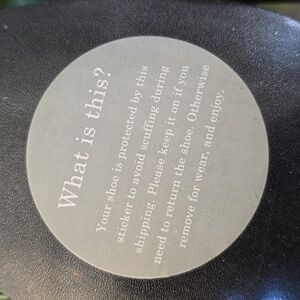 What is this?
Your shoe is protected by this
sticker to avoid scuffing during
shipping. Please keep it on if you
need to return the shoe. Otherwise
remove for wear, and enjoy.